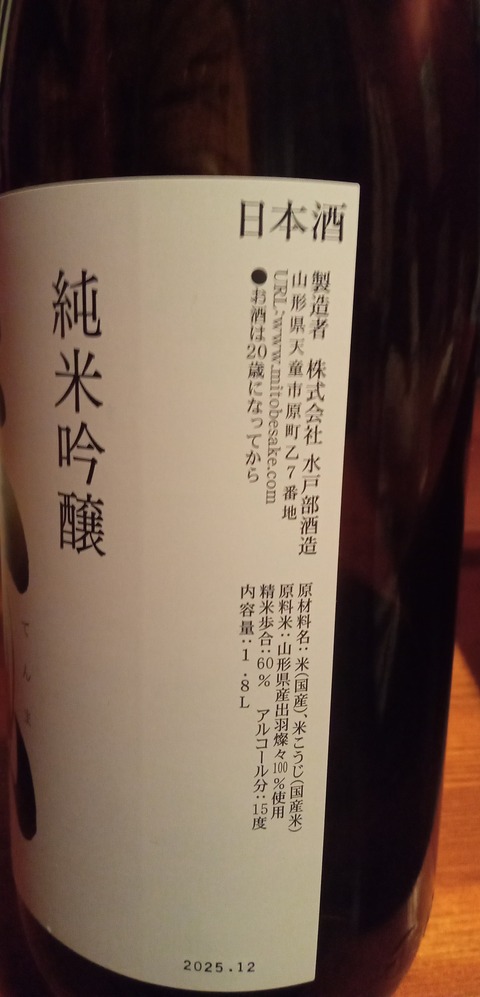 日本酒
製造者 株式会社 水戸部酒造
山形県天童市原町乙7番地
URL:www.mitobesake.com
●お酒は20歳になってから
原材料名:米(国産)、米こうじ(国産米)
原料米:山形県産出羽燦々100%使用
精米歩合:60% アルコール分:15度
内容量:1.8L
純米吟醸
てん
2025.12